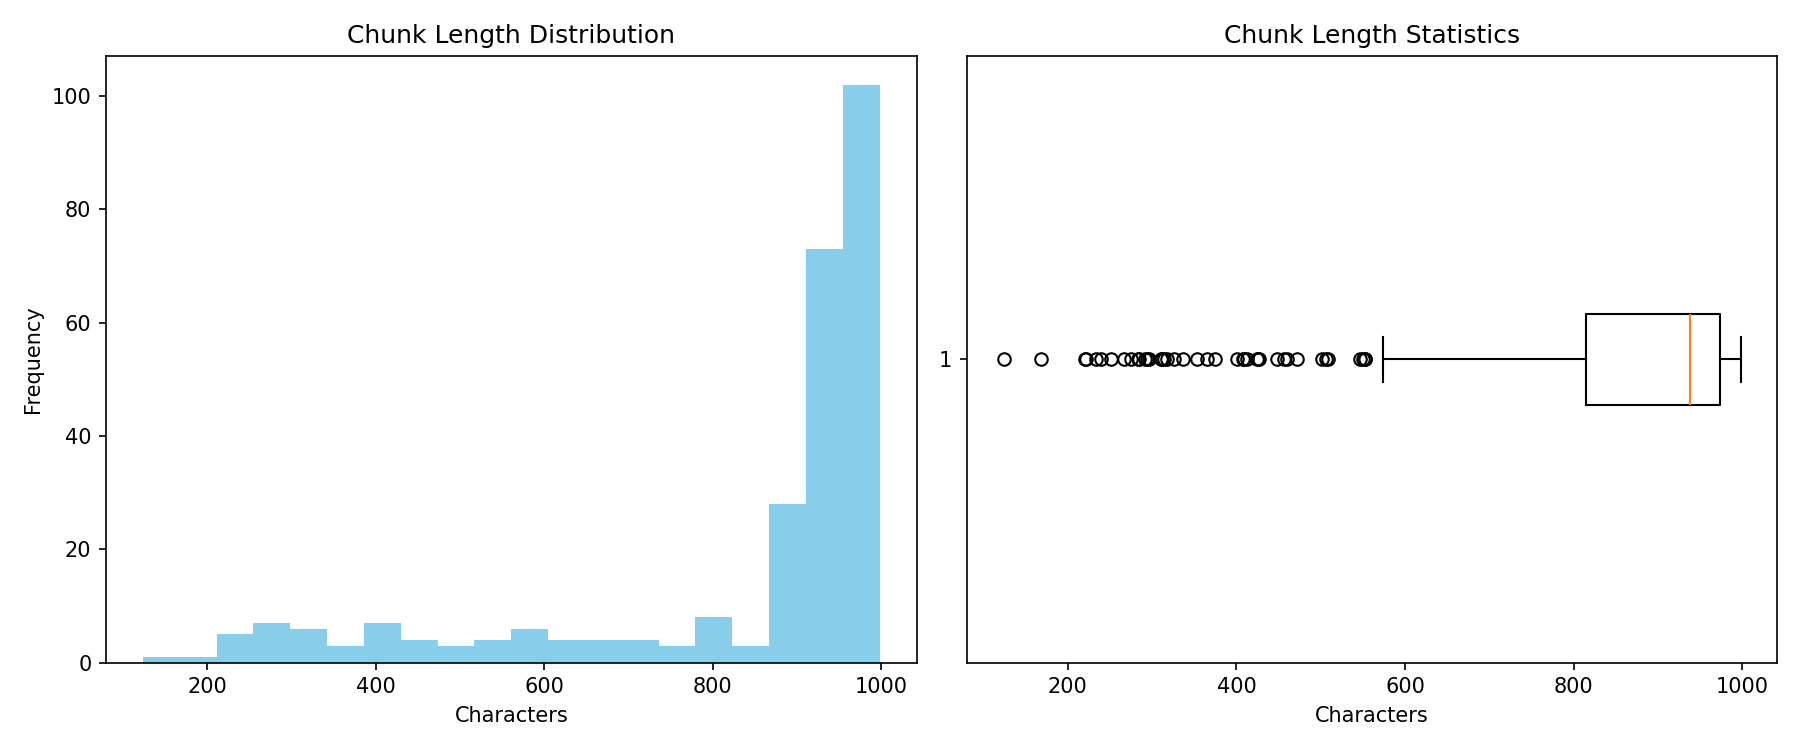 Chunk Length Distribution
100
80
60
40
20
0
Frequency
200 400 600 800 1000
Characters
Chunk Length Statistics
1
200 400 600 800 1000
Characters